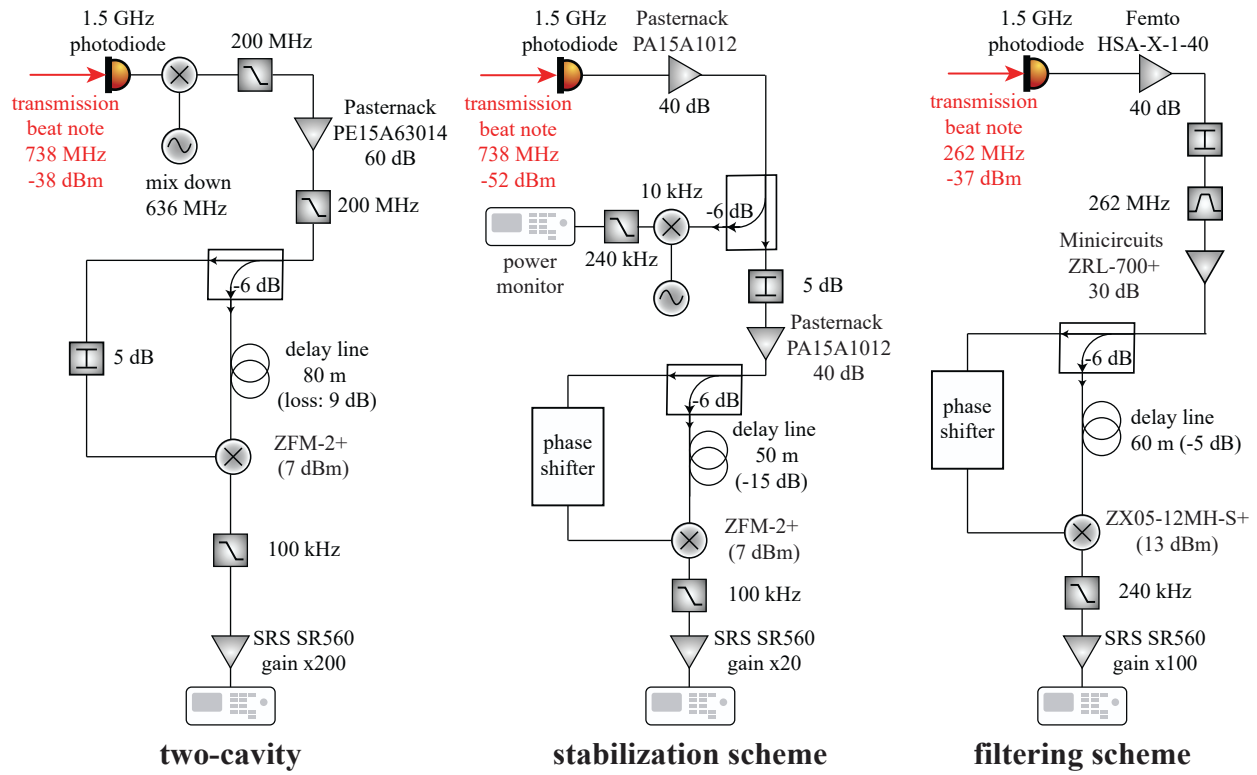 1.5 GHz
photodiode
200 MHz
transmission
beat note
738 MHz
-38 dBm
mix down
636 MHz
Pasternack
PE15A63014
60 dB
200 MHz
-6 dB
5 dB
delay line
80 m
(loss: 9 dB)
ZFM-2+
(7 dBm)
100 kHz
SRS SR560
gain x200
two-cavity
1.5 GHz
photodiode
Pasternack
PA15A1012
40 dB
transmission
beat note
738 MHz
-52 dBm
10 kHz
-6 dB
240 kHz
power
monitor
5 dB
Pasternack
PA15A1012
40 dB
-6 dB
phase
shifter
delay line
50 m
(-15 dB)
ZFM-2+
(7 dBm)
100 kHz
SRS SR560
gain x20
stabilization scheme
1.5 GHz
photodiode
Femto
HSA-X-1-40
40 dB
transmission
beat note
262 MHz
-37 dBm
262 MHz
Minicircuits
ZRL-700+
30 dB
-6 dB
phase
shifter
delay line
60 m (-5 dB)
ZX05-12MH-S+
(13 dBm)
240 kHz
SRS SR560
gain x100
filtering scheme